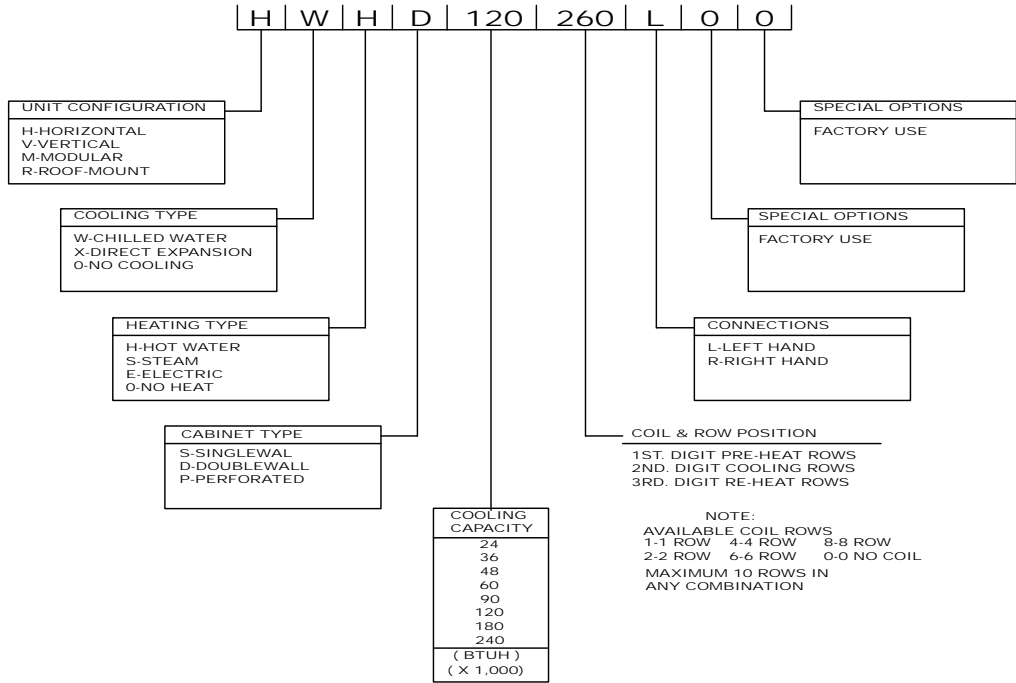 H W H D 120 260 L 0 0
UNIT CONFIGURATION
H-HORIZONTAL
V-VERTICAL
M-MODULAR
R-ROOF-MOUNT
SPECIAL OPTIONS
FACTORY USE
COOLING TYPE
W-CHILLED WATER
X-DIRECT EXPANSION
0-NO COOLING
SPECIAL OPTIONS
FACTORY USE
HEATING TYPE
H-HOT WATER
S-STEAM
E-ELECTRIC
0-NO HEAT
CONNECTIONS
L-LEFT HAND
R-RIGHT HAND
CABINET TYPE
S-SINGLEWAL
D-DOUBLEWALL
P-PERFORATED
COIL & ROW POSITION
1ST. DIGIT PRE-HEAT ROWS
2ND. DIGIT COOLING ROWS
3RD. DIGIT RE-HEAT ROWS
COOLING
CAPACITY
24
36
48
60
90
120
180
240
( BTUH )
( X 1,000)
NOTE:
AVAILABLE COIL ROWS
1-1 ROW 4-4 ROW 8-8 ROW
2-2 ROW 6-6 ROW 0-0 NO COIL
MAXIMUM 10 ROWS IN
ANY COMBINATION